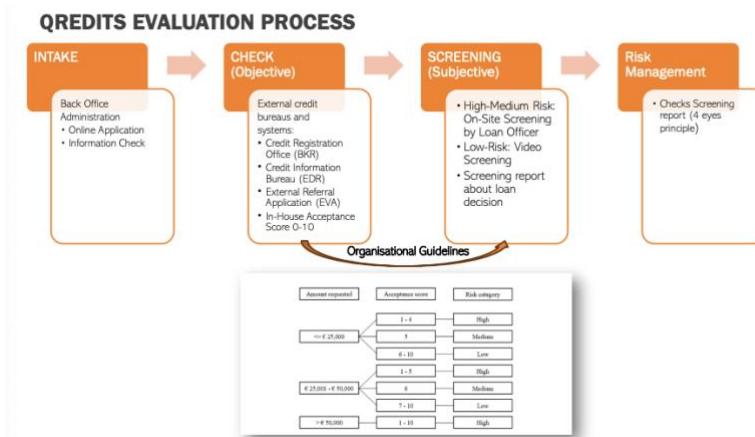 QREDITS EVALUATION PROCESS
INTAKE
Back Office
Administration
• Online Application
• Information Check
CHECK
(Objective)
External credit
bureaus and
systems:
• Credit Registration
Office (BKR)
• Credit Information
Bureau (EDR)
• External Referral
Application (EVA)
• In-House Acceptance
Score 0-10
SCREENING
(Subjective)
• High-Medium Risk:
On-Site Screening
by Loan Officer
• Low-Risk: Video
Screening
• Screening report
about loan
decision
Risk
Management
• Checks Screening
report (4 eyes
principle)
Organisational Guidelines
Amount requested Acceptance score Risk category
<= € 25,000
1 - 4 High
5 Medium
6 - 10 Low
€ 25,001 - € 50,000
1 - 5 High
6 Medium
7 - 10 Low
> € 50,000 1 - 10 High